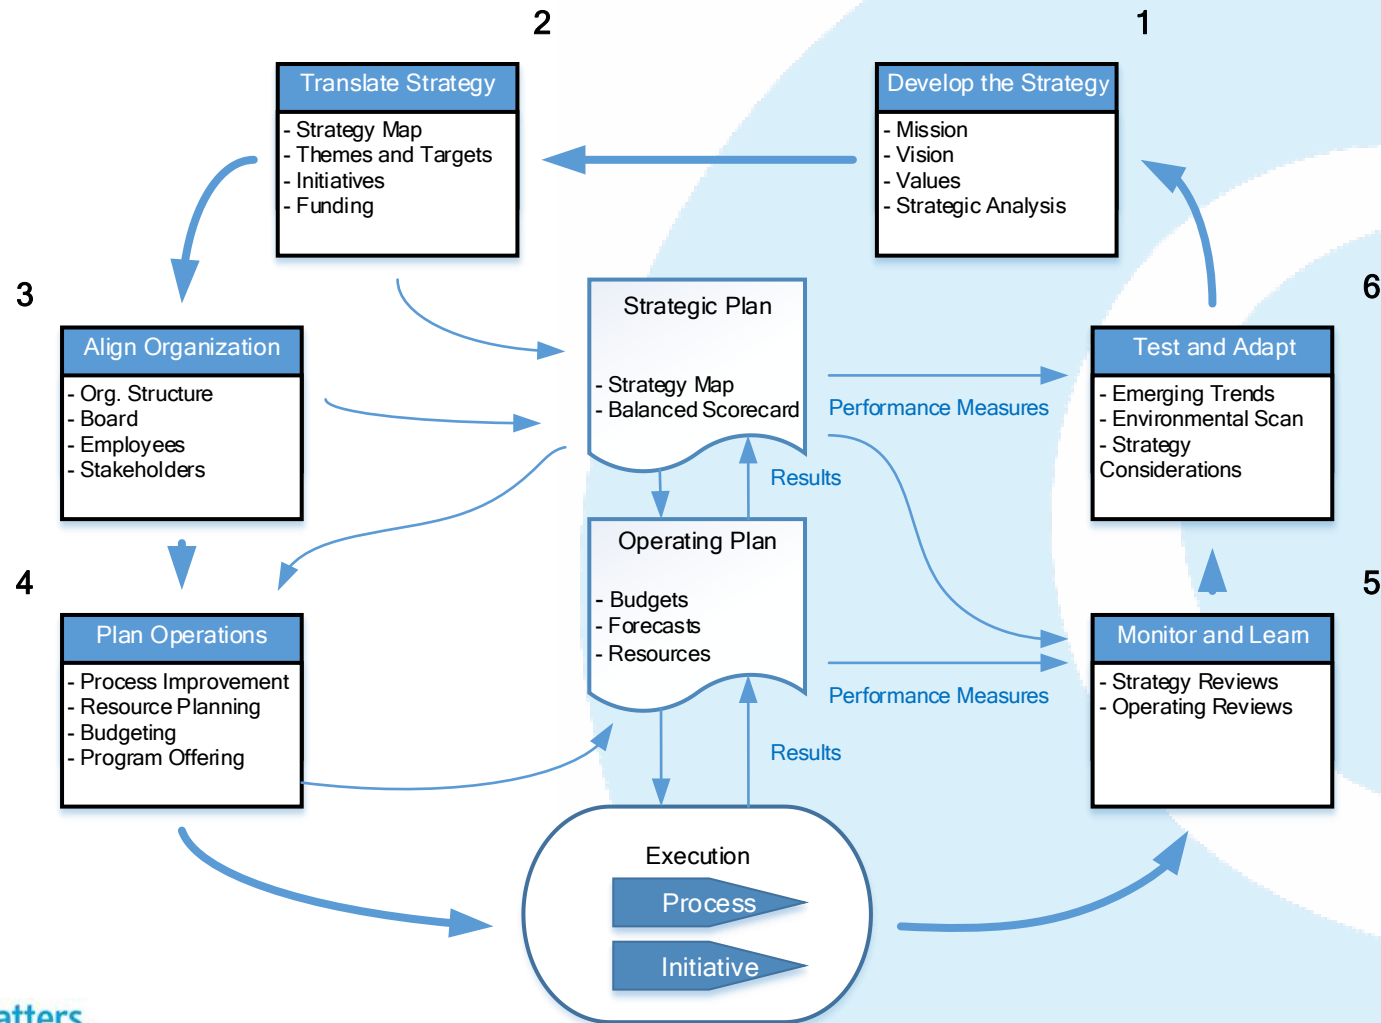 2
1
Translate Strategy
- Strategy Map
- Themes and Targets
- Initiatives
- Funding
Develop the Strategy
- Mission
- Vision
- Values
- Strategic Analysis
3
Align Organization
- Org. Structure
- Board
- Employees
- Stakeholders
Strategic Plan
- Strategy Map
- Balanced Scorecard
Performance Measures
Results
6
Test and Adapt
- Emerging Trends
- Environmental Scan
- Strategy
Considerations
4
Plan Operations
- Process Improvement
- Resource Planning
- Budgeting
- Program Offering
Operating Plan
- Budgets
- Forecasts
- Resources
Performance Measures
Results
5
Monitor and Learn
- Strategy Reviews
- Operating Reviews
Execution
Process
Initiative